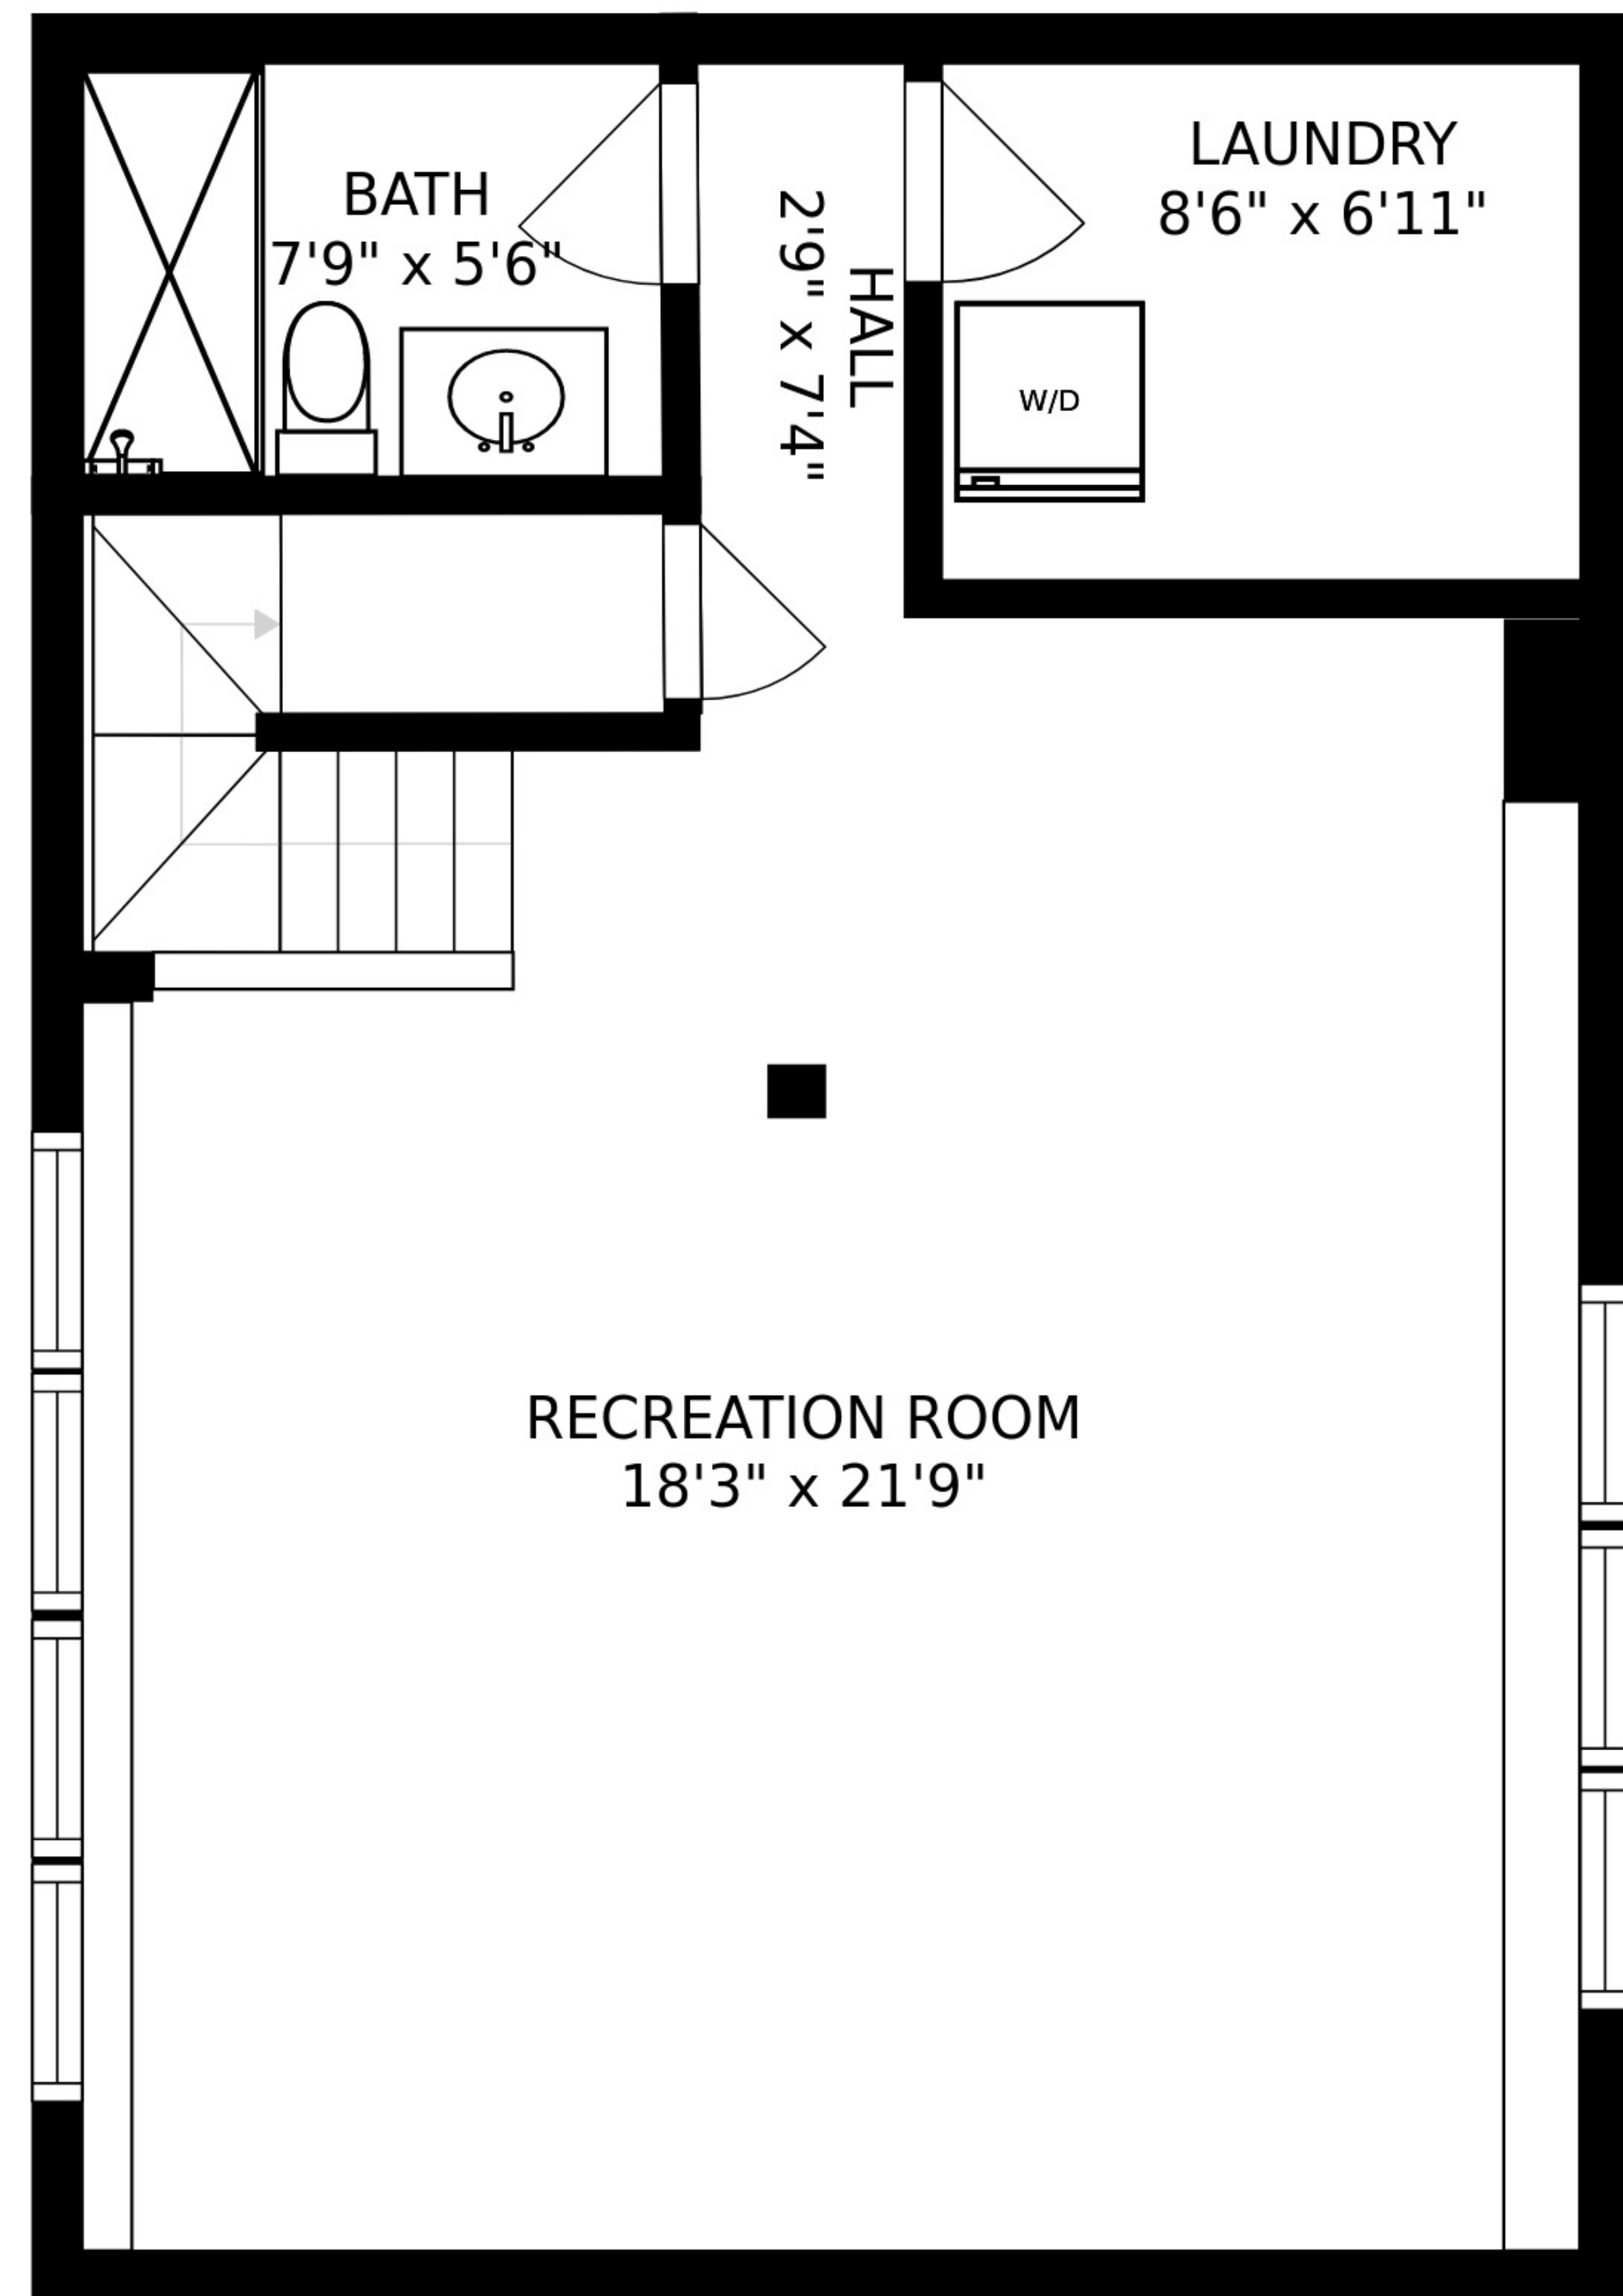 BATH
7'9" x 5'6"
HALL
2'9" x 7'4"
LAUNDRY
8'6" x 6'11"
W/D
RECREATION ROOM
18'3" x 21'9"